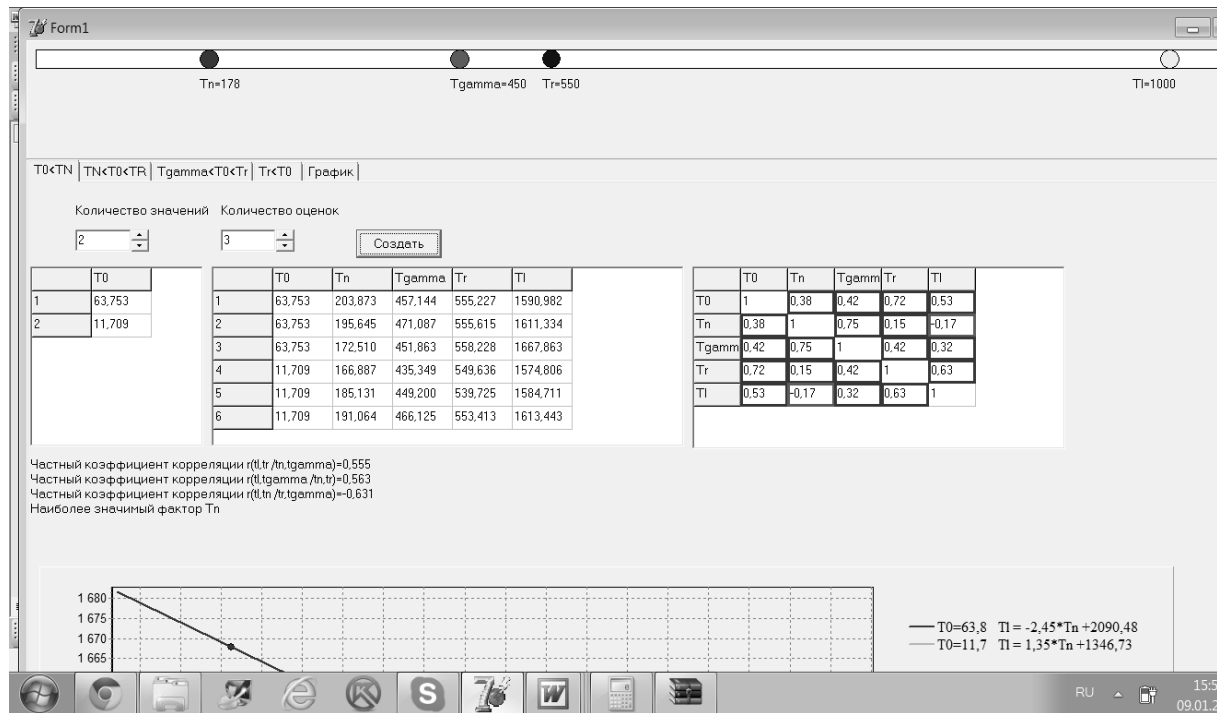 Form1
Tn=178 Tgamma=450 Tr=550 Tl=1000
T0<TN TN<T0<TR Tgamma<T0<Tr Tr<T0 График
Количество значений Количество оценок
2 3 Создать
T0
1 63,753
2 11,709
T0 Tn Tgamma Tr Tl
1 63,753 203,873 457,144 555,227 1590,982
2 63,753 195,645 471,087 555,615 1611,334
3 63,753 172,510 451,863 558,228 1667,863
4 11,709 166,887 435,349 549,636 1574,806
5 11,709 185,131 449,200 539,725 1584,711
6 11,709 191,064 466,125 553,413 1613,443
T0 Tn Tgamm Tr Tl
T0 1 0,38 0,42 0,72 0,53
Tn 0,38 1 0,75 0,15 -0,17
Tgamm 0,42 0,75 1 0,42 0,32
Tr 0,72 0,15 0,42 1 0,63
Tl 0,53 -0,17 0,32 0,63 1
Частный коэффициент корреляции r(tl,tr /tn,tgamma)=0,555
Частный коэффициент корреляции r(tl,tgamma /tn,tr)=0,563
Частный коэффициент корреляции r(tl,tn /tr,tgamma)=-0,631
Наиболее значимый фактор Tn
1 680
1 675
1 670
1 665
T0=63,8 Tl = -2,45*Tn +2090,48
T0=11,7 Tl = 1,35*Tn +1346,73
RU
15:5
09.01.2